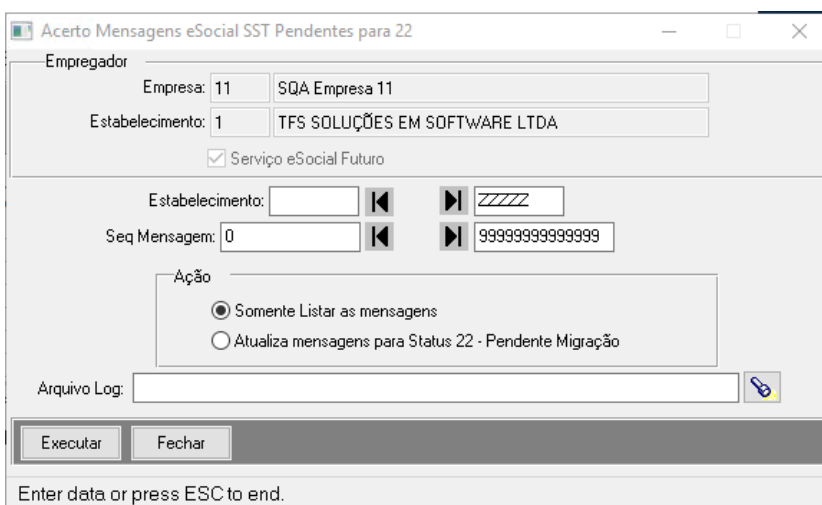 Acerto Mensagens eSocial SST Pendentes para 22
Empregador
Empresa: 11 SQA Empresa 11
Estabelecimento: 1 TFS SOLUÇÕES EM SOFTWARE LTDA
Serviço eSocial Futuro
Estabelecimento: ZZZZZ
Seq Mensagem: 0 99999999999999
Ação
Somente Listar as mensagens
Atualiza mensagens para Status 22 - Pendente Migração
Arquivo Log:
Executar Fechar
Enter data or press ESC to end.